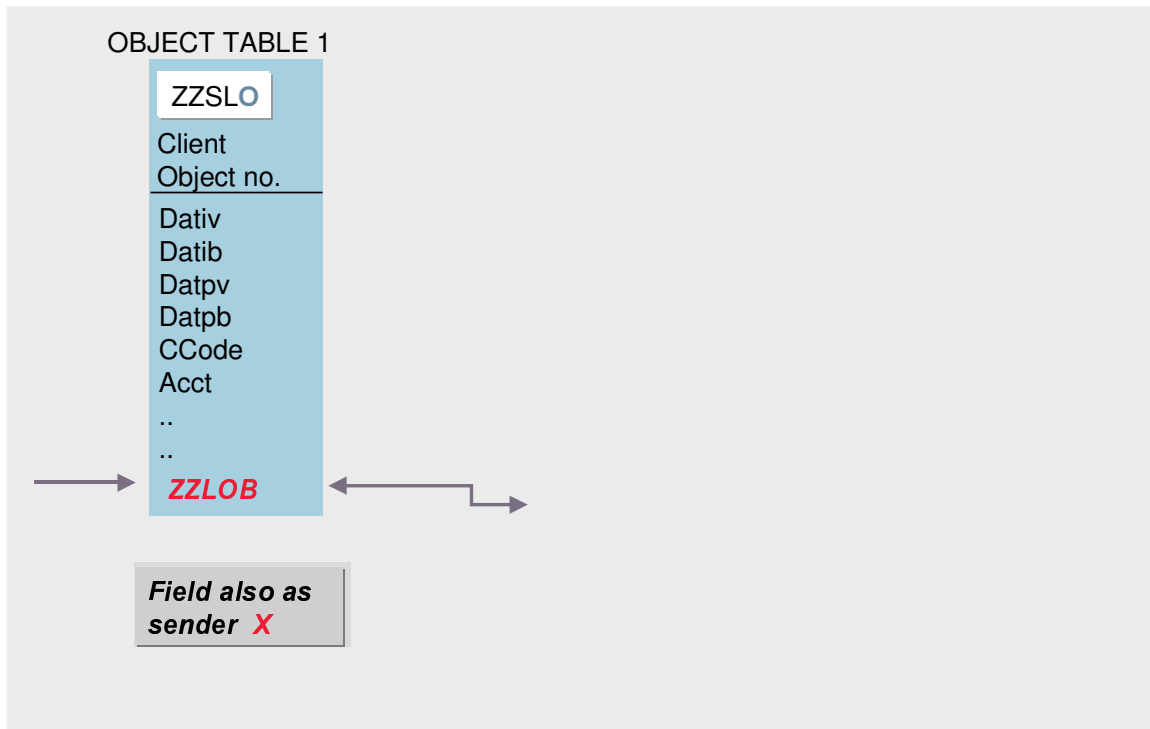 OBJECT TABLE 1
ZZSLO
Client
Object no.
Dativ
Datib
Datpv
Datpb
CCode
Acct
..
..
ZZLOB
Field also as
sender X